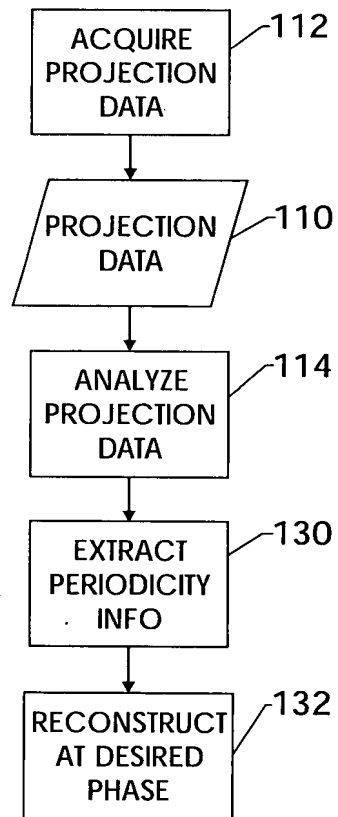 ACQUIRE
PROJECTION
DATA
112
PROJECTION
DATA
110
ANALYZE
PROJECTION
DATA
114
EXTRACT
PERIODICITY
INFO
130
RECONSTRUCT
AT DESIRED
PHASE
132